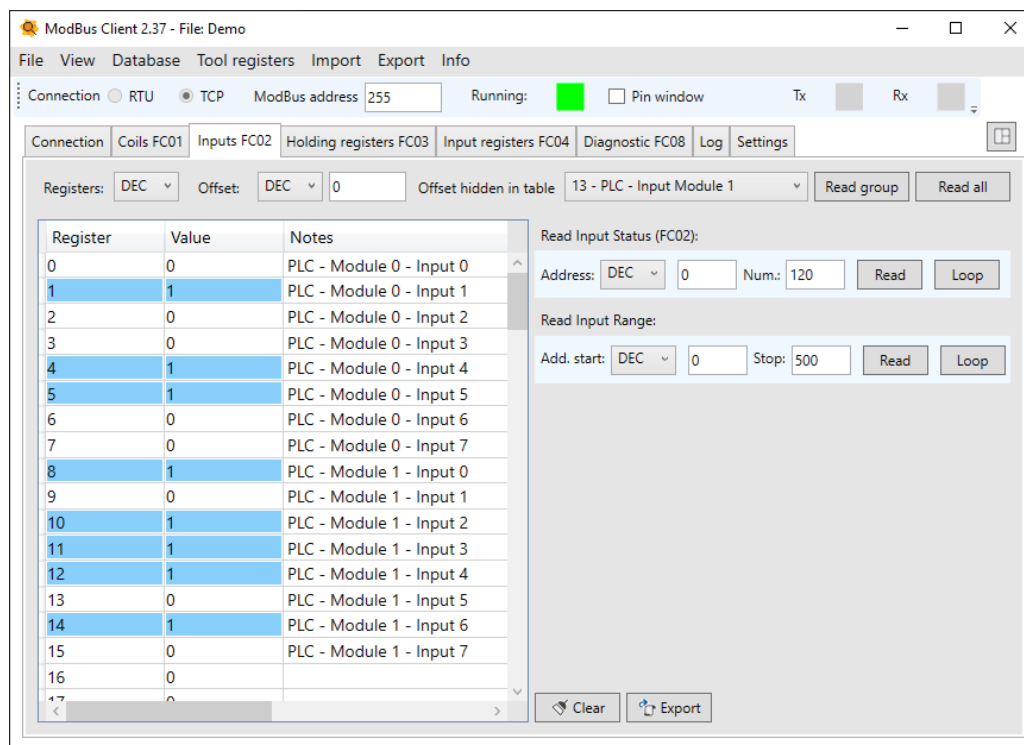 ModBus Client 2.37 - File: Demo
File View Database Tool registers Import Export Info
Connection RTU TCP ModBus address 255 Running: Pin window Tx Rx
Connection Coils FC01 Inputs FC02 Holding registers FC03 Input registers FC04 Diagnostic FC08 Log Settings
Registers: DEC Offset: DEC 0 Offset hidden in table 13 - PLC - Input Module 1 Read group Read all
Register Value Notes
0 0 PLC - Module 0 - Input 0
1 1 PLC - Module 0 - Input 1
2 0 PLC - Module 0 - Input 2
3 0 PLC - Module 0 - Input 3
4 1 PLC - Module 0 - Input 4
5 1 PLC - Module 0 - Input 5
6 0 PLC - Module 0 - Input 6
7 0 PLC - Module 0 - Input 7
8 1 PLC - Module 1 - Input 0
9 0 PLC - Module 1 - Input 1
10 1 PLC - Module 1 - Input 2
11 1 PLC - Module 1 - Input 3
12 1 PLC - Module 1 - Input 4
13 0 PLC - Module 1 - Input 5
14 1 PLC - Module 1 - Input 6
15 0 PLC - Module 1 - Input 7
16 0
17 0
Read Input Status (FC02):
Address: DEC 0 Num.: 120 Read Loop
Read Input Range:
Add. start: DEC 0 Stop: 500 Read Loop
Clear Export